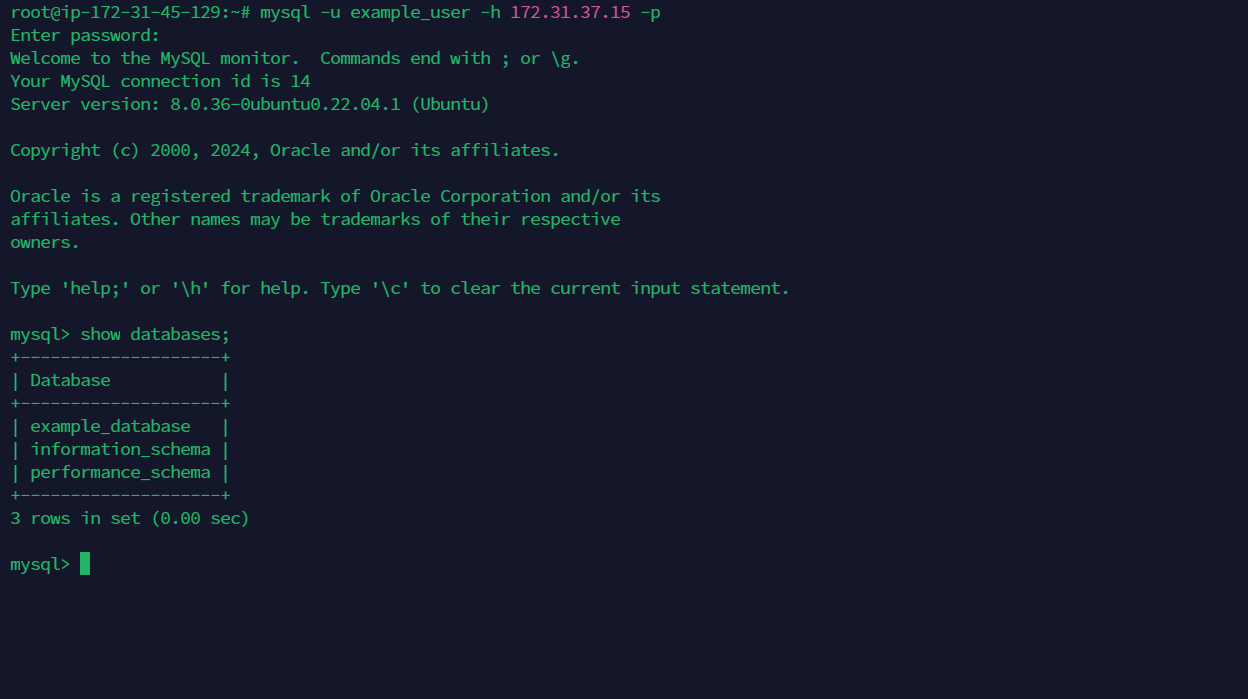 root@ip-172-31-45-129:~# mysql -u example_user -h 172.31.37.15 -p
Enter password:
Welcome to the MySQL monitor.  Commands end with ; or \g.
Your MySQL connection id is 14
Server version: 8.0.36-0ubuntu0.22.04.1 (Ubuntu)

Copyright (c) 2000, 2024, Oracle and/or its affiliates.

Oracle is a registered trademark of Oracle Corporation and/or its
affiliates. Other names may be trademarks of their respective
owners.

Type 'help;' or '\h' for help. Type '\c' to clear the current input statement.

mysql> show databases;
+--------------------+
| Database           |
+--------------------+
| example_database   |
| information_schema |
| performance_schema |
+--------------------+
3 rows in set (0.00 sec)

mysql>